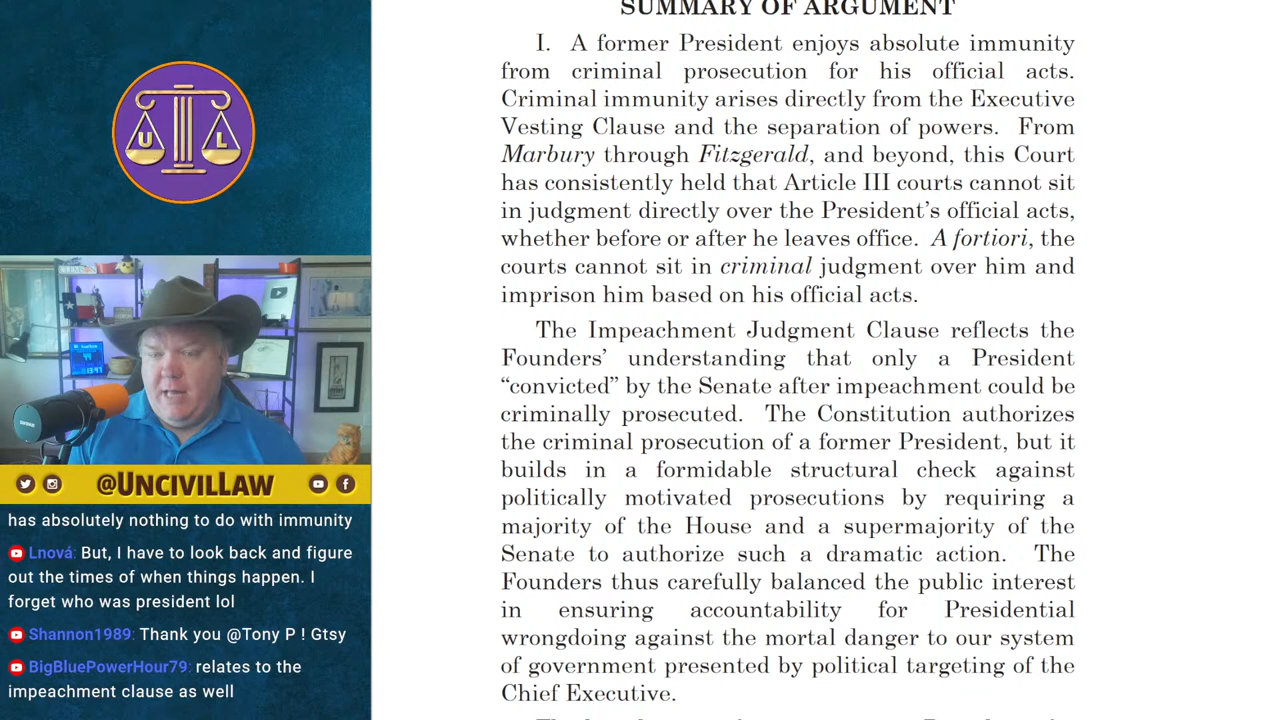 U L
@UNCIVILLAW
has absolutely nothing to do with immunity
Lnová: But, I have to look back and figure
out the times of when things happen. I
forget who was president lol
Shannon1989: Thank you @Tony P ! Gtsy
BigBluePowerHour79: relates to the
impeachment clause as well
SUMMARY OF ARGUMENT
I. A former President enjoys absolute immunity
from criminal prosecution for his official acts.
Criminal immunity arises directly from the Executive
Vesting Clause and the separation of powers. From
Marbury through Fitzgerald, and beyond, this Court
has consistently held that Article III courts cannot sit
in judgment directly over the President’s official acts,
whether before or after he leaves office. A fortiori, the
courts cannot sit in criminal judgment over him and
imprison him based on his official acts.
The Impeachment Judgment Clause reflects the
Founders’ understanding that only a President
“convicted” by the Senate after impeachment could be
criminally prosecuted. The Constitution authorizes
the criminal prosecution of a former President, but it
builds in a formidable structural check against
politically motivated prosecutions by requiring a
majority of the House and a supermajority of the
Senate to authorize such a dramatic action. The
Founders thus carefully balanced the public interest
in ensuring accountability for Presidential
wrongdoing against the mortal danger to our system
of government presented by political targeting of the
Chief Executive.